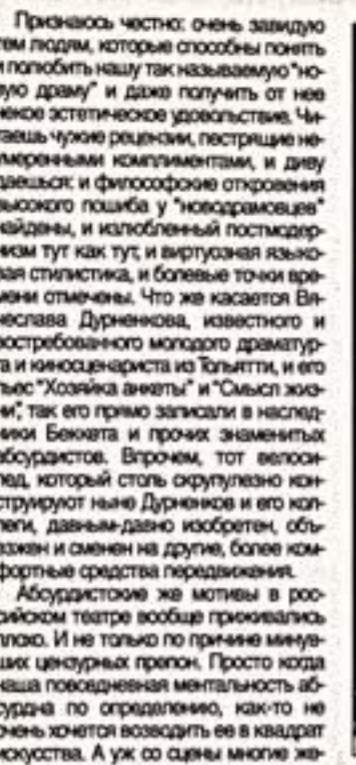 Признаюсь честно: очень завидую
тем людям, которые способны понять
и полюбить нашу так называемую "но-
вую драму" и даже получить от нее
некое эстетическое удовольствие. Чи-
таешь чужие рецензии, пестрящие не-
умеренными комплиментами, и диву
даешься: и философские откровения
высокого пошиба у "новодрамовцев"
найдены, и излюбленный постмодер-
низм тут как тут, и виртуозная языко-
вая стилистика, и болевые точки вре-
мени отмечены. Что же касается Вя-
чеслава Дурненкова, известного и
востребованного молодого драматур-
га и киносценариста из Тольятти, и его
пьес "Хозяйка анкеты" и "Смысл жиз-
ни", так его прямо записали в наслед-
ники Беккета и прочих знаменитых
абсурдистов. Впрочем, тот велоси-
пед, который столь скрупулезно кон-
струируют ныне Дурненков и его кол-
леги, давным-давно изобретен, объ-
езжен и сменен на другие, более ком-
фортные средства передвижения.
Абсурдистские же мотивы в рос-
сийском театре вообще приживались
плохо. И не только по причине минув-
ших цензурных препон. Просто когда
наша повседневная ментальность аб-
сурдна по определению, как-то не
очень хочется возводить ее в квадрат
искусства. А уж со сцены многие же-